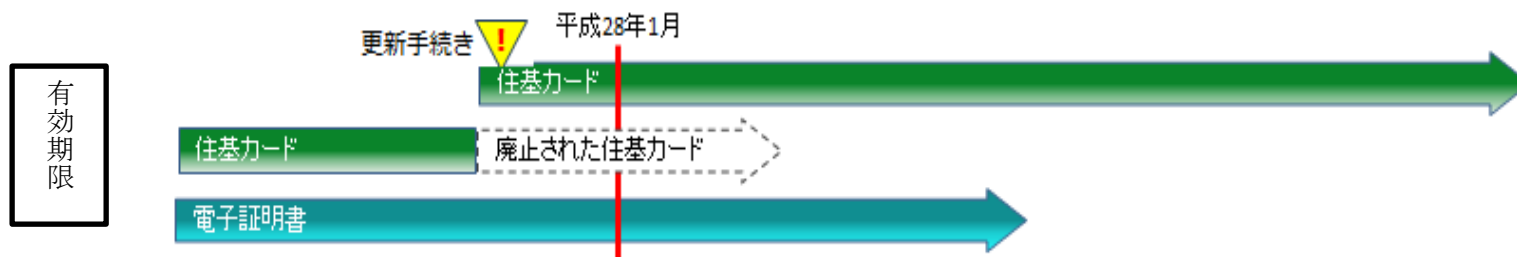 平成28年1月
更新手続き
!
住基カード
有効期限
住基カード
廃止された住基カード
電子証明書